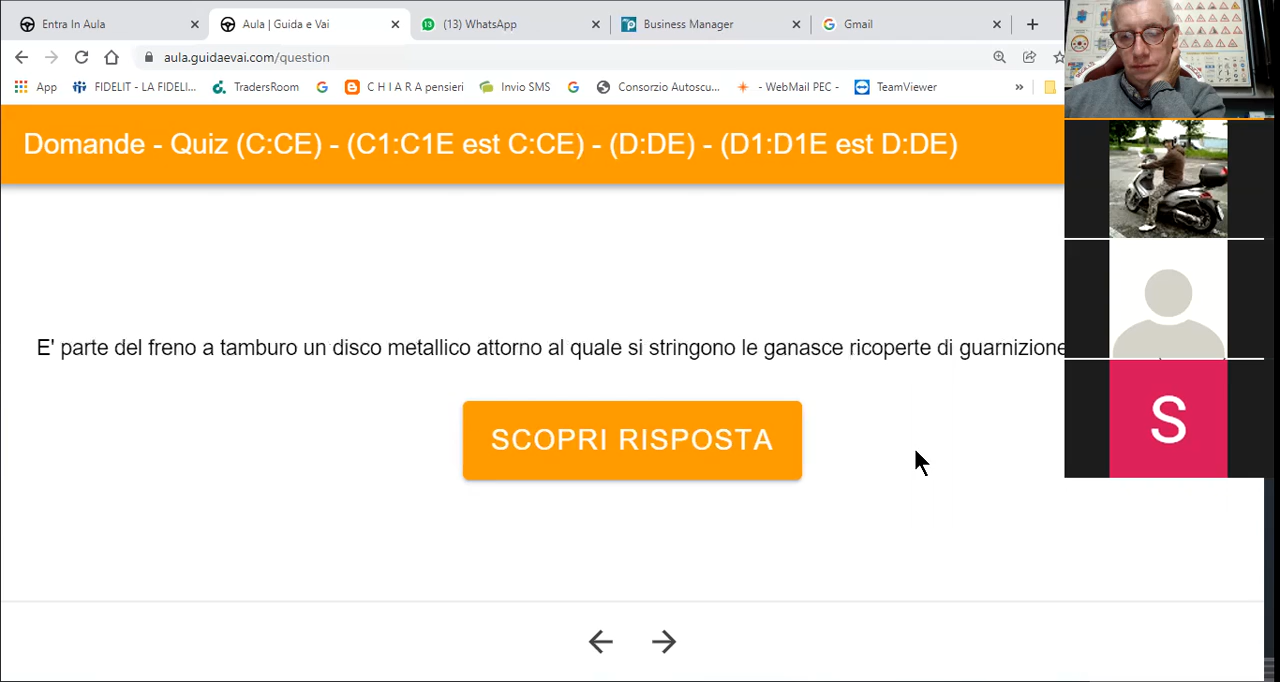 Entra In Aula
Aula | Guida e Vai
(13) WhatsApp
Business Manager
Gmail
aula.guidaevai.com/question
App
FIDELIT - LA FIDELI...
TradersRoom
C H I A R A pensieri
Invio SMS
Consorzio Autoscu...
- WebMail PEC -
TeamViewer
»
Domande - Quiz (C:CE) - (C1:C1E est C:CE) - (D:DE) - (D1:D1E est D:DE)
E' parte del freno a tamburo un disco metallico attorno al quale si stringono le ganasce ricoperte di guarnizione
SCOPRI RISPOSTA
S